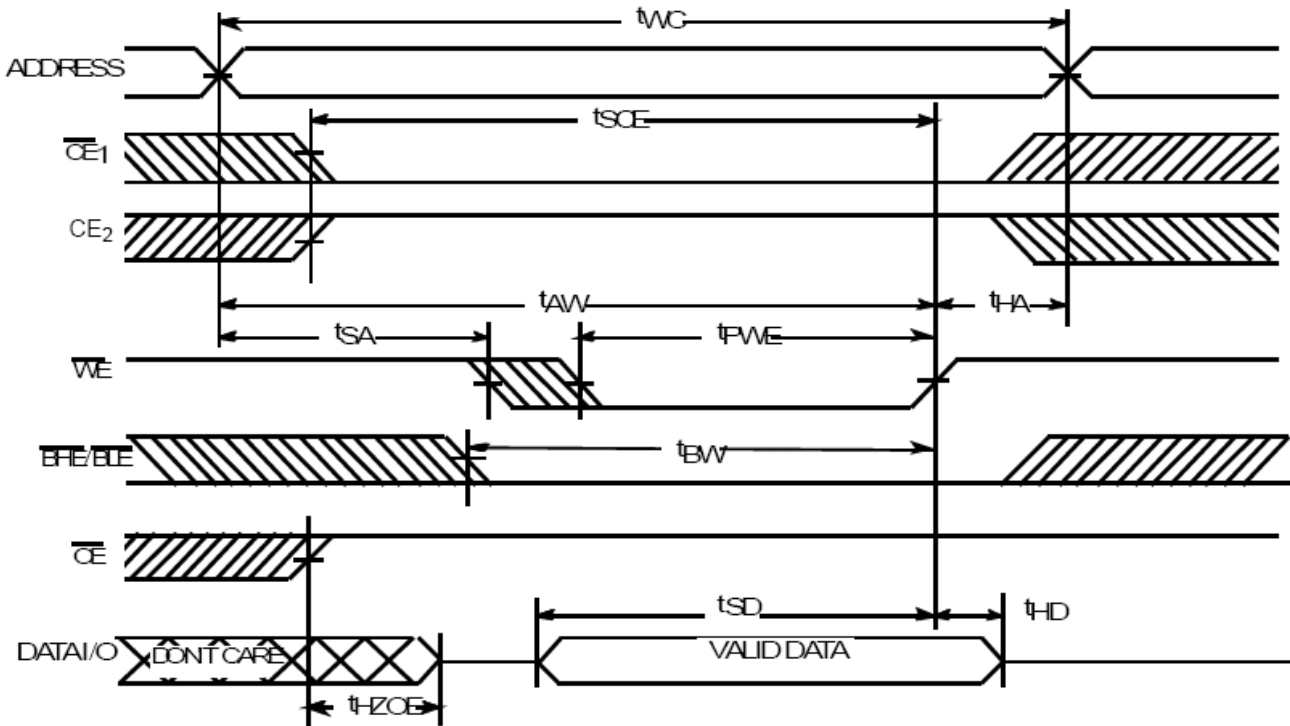 tWC
ADDRESS
tSCE
CE1
CE2
tAW
tHA
tSA
tPWE
WE
BHE/BLE
tBW
OE
tSD
tHD
DATA I/O
DON'T CARE
VALID DATA
tHZOE